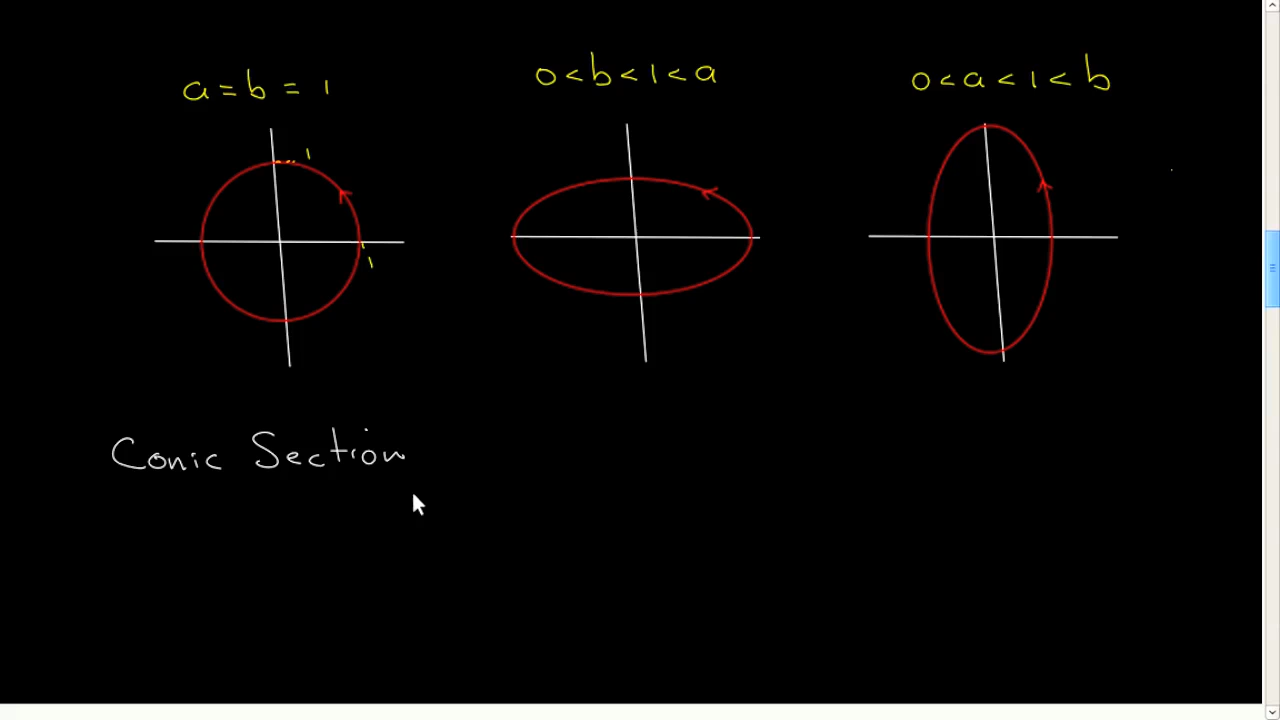 a = b = 1
0 < b < 1 < a
0 < a < 1 < b
1
1
Conic Section